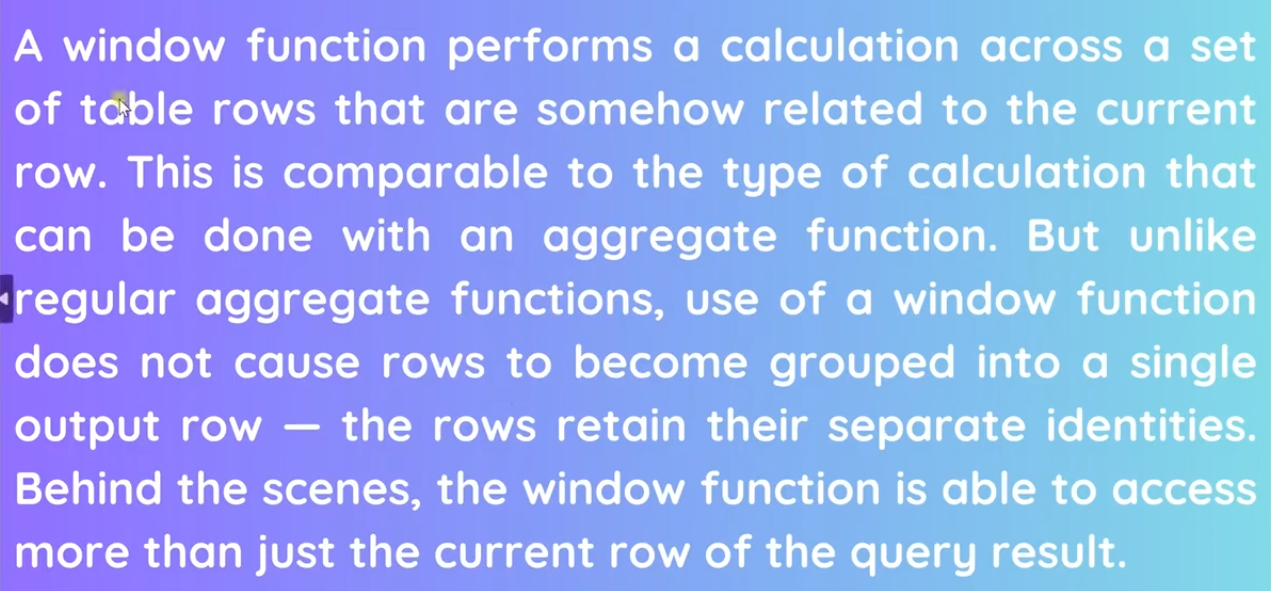 A window function performs a calculation across a set
of table rows that are somehow related to the current
row. This is comparable to the type of calculation that
can be done with an aggregate function. But unlike
regular aggregate functions, use of a window function
does not cause rows to become grouped into a single
output row — the rows retain their separate identities.
Behind the scenes, the window function is able to access
more than just the current row of the query result.